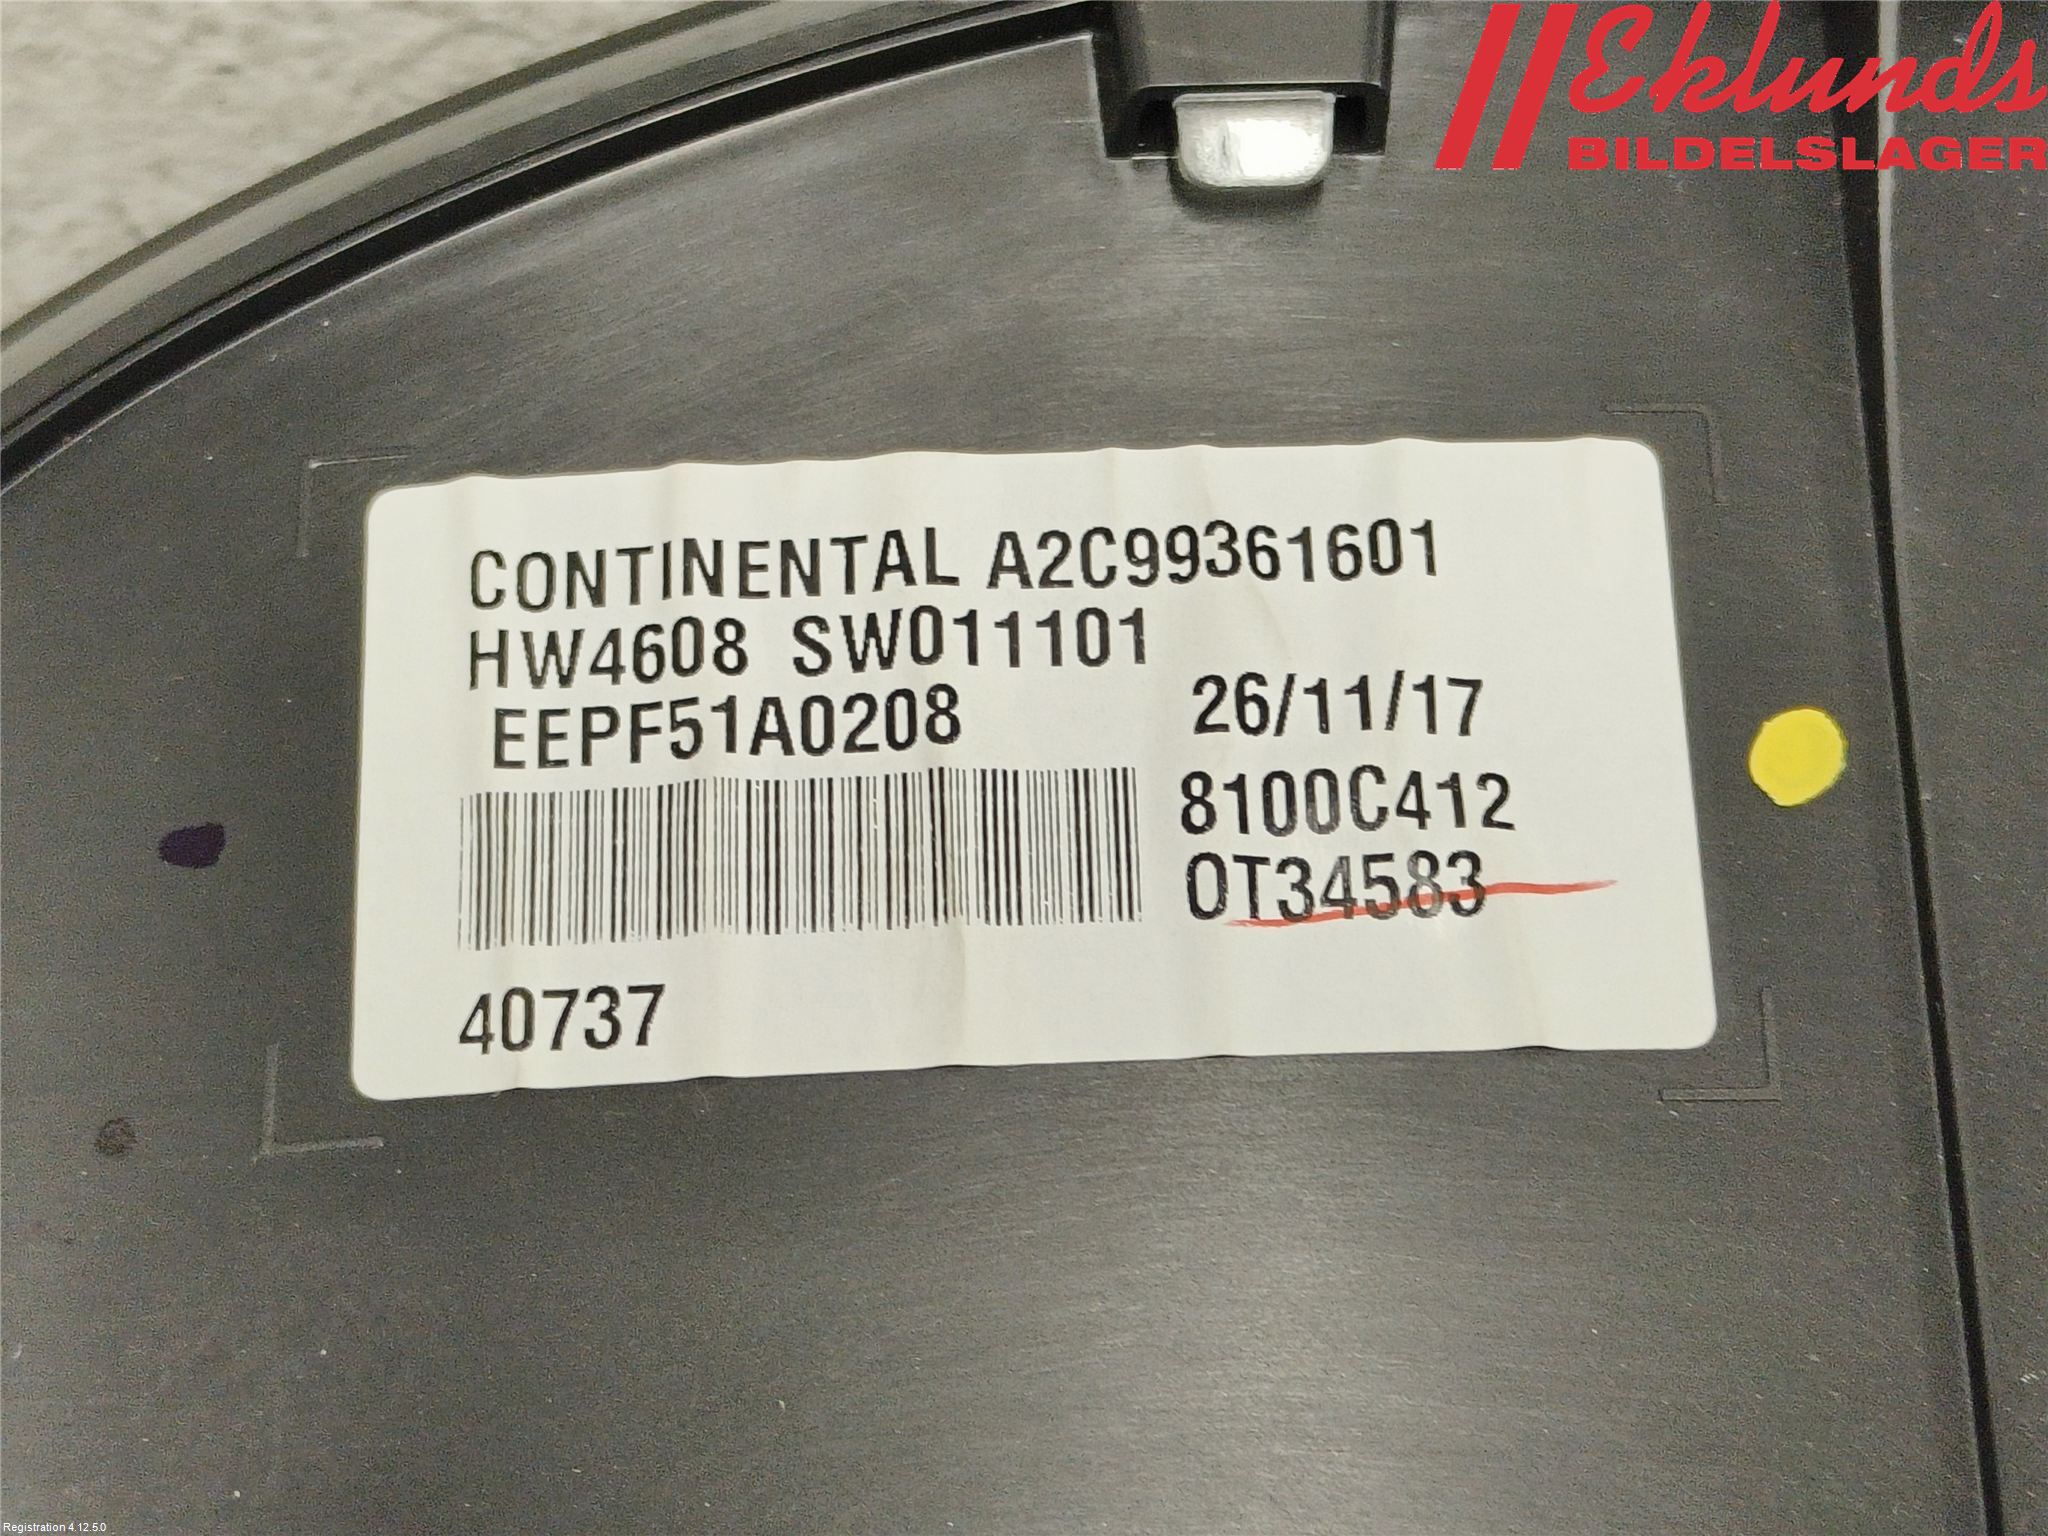 Eklunds
BILDELSLAGER
CONTINENTAL A2C99361601
HW4608 SW011101
EEPF51A0208 26/11/17
8100C412
0T34583
40737
Registration 4.12.5.0